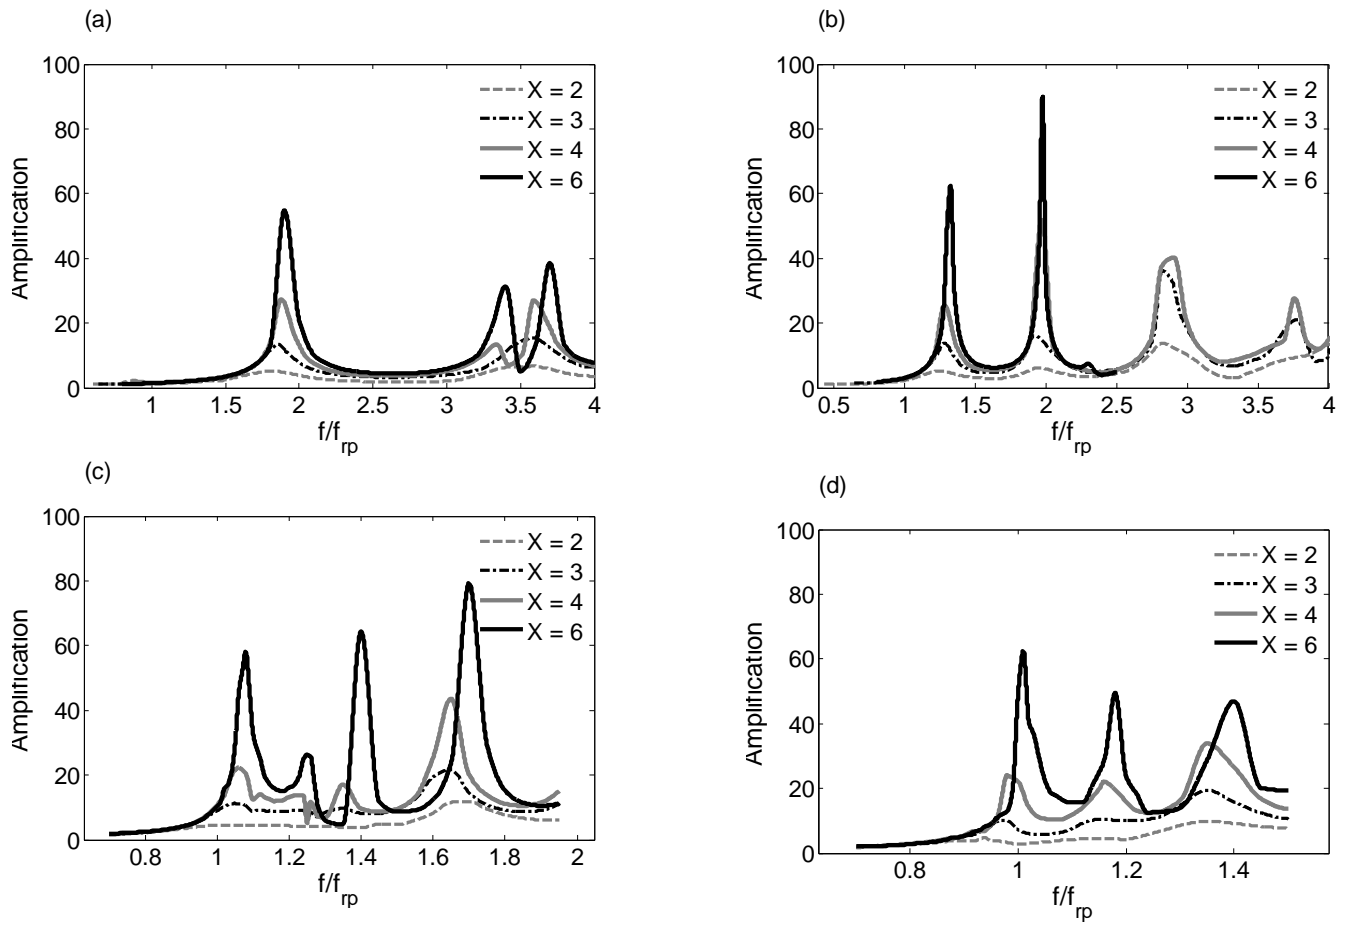 (a)
100
80
60
40
20
0
Amplification
X = 2
X = 3
X = 4
X = 6
1 1.5 2 2.5 3 3.5 4
f/f_rp
(b)
100
80
60
40
20
0
Amplification
X = 2
X = 3
X = 4
X = 6
0.5 1 1.5 2 2.5 3 3.5 4
f/f_rp
(c)
100
80
60
40
20
0
Amplification
X = 2
X = 3
X = 4
X = 6
0.8 1 1.2 1.4 1.6 1.8 2
f/f_rp
(d)
100
80
60
40
20
0
Amplification
X = 2
X = 3
X = 4
X = 6
0.8 1 1.2 1.4
f/f_rp